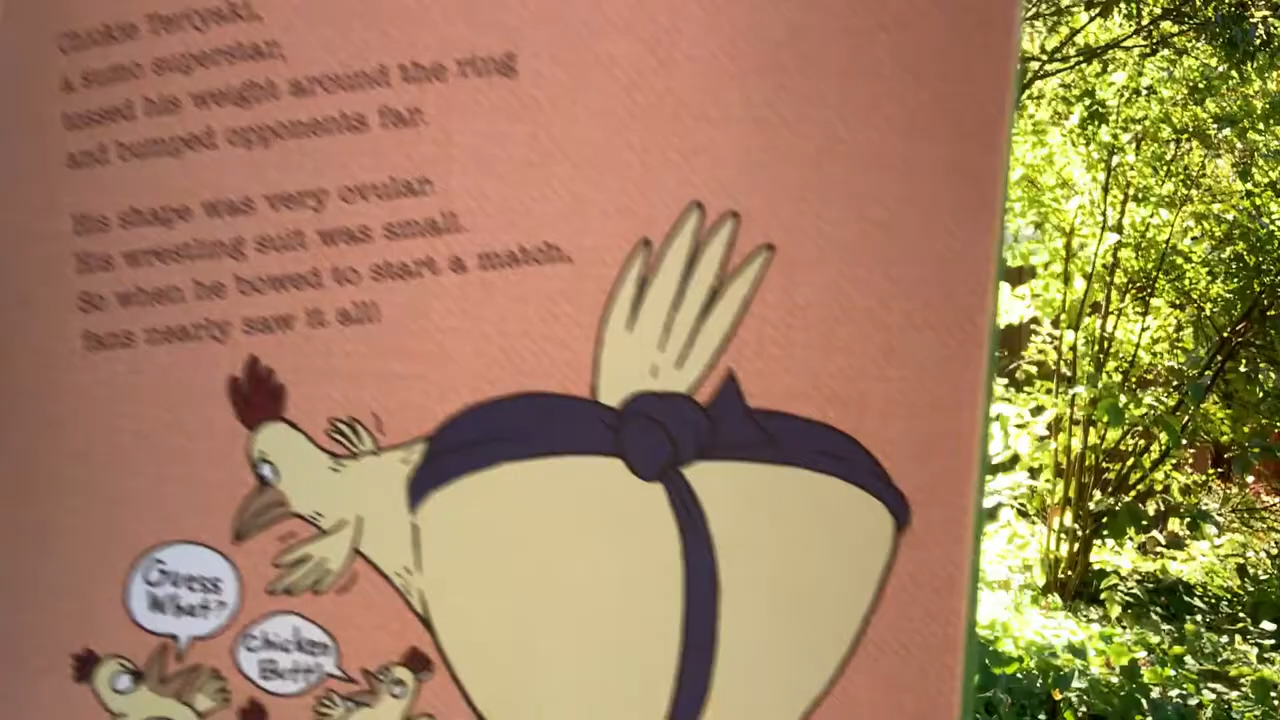 Chukie Teriyaki,
a sumo superstar,
tossed his weight around the ring
and bumped opponents far.
His shape was very ovular.
His wrestling suit was small.
So when he bowed to start a match,
fans nearly saw it all!
Guess
What?
Chicken
Butt!